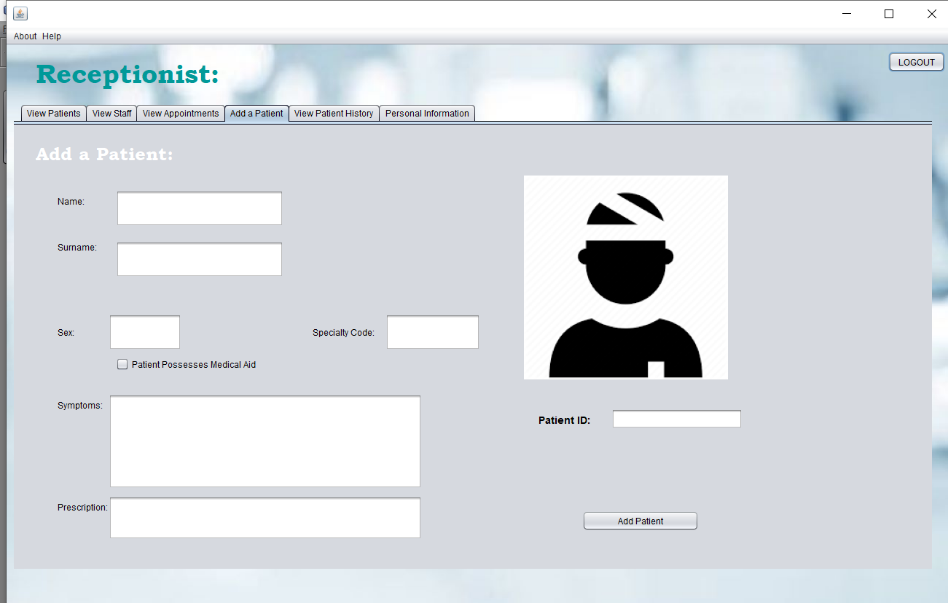 About Help
Receptionist:
LOGOUT
View Patients View Staff View Appointments Add a Patient View Patient History Personal Information
Add a Patient:
Name:
Surname:
Sex:
Specialty Code:
Patient Possesses Medical Aid
Symptoms:
Patient ID:
Prescription:
Add Patient